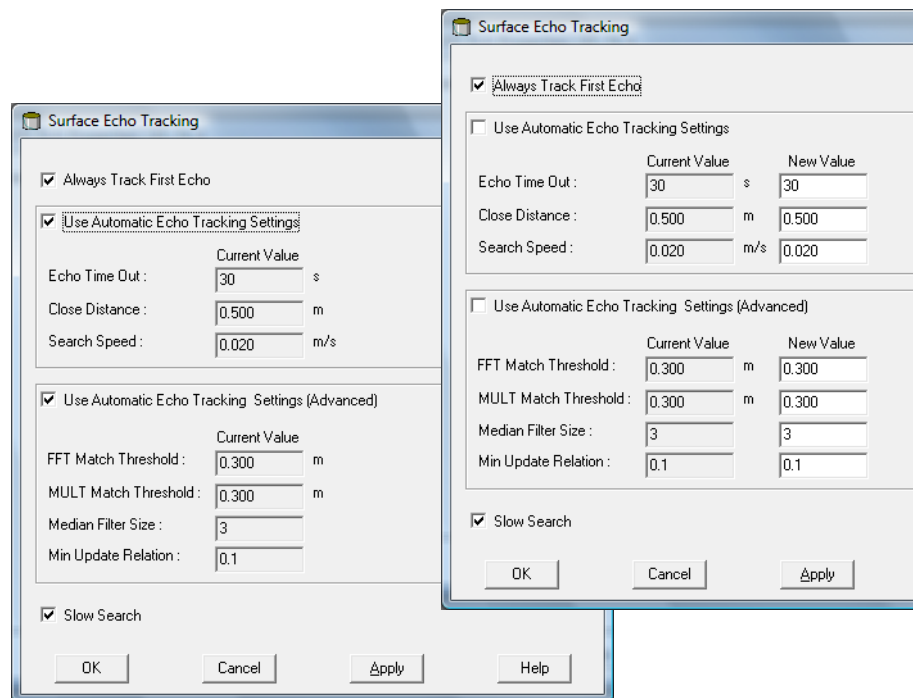 Surface Echo Tracking
Always Track First Echo
Use Automatic Echo Tracking Settings
Current Value
Echo Time Out : 30 s
Close Distance : 0.500 m
Search Speed : 0.020 m/s
Use Automatic Echo Tracking Settings (Advanced)
Current Value
FFT Match Threshold : 0.300 m
MULT Match Threshold : 0.300 m
Median Filter Size : 3
Min Update Relation : 0.1
Slow Search
OK Cancel Apply Help
Surface Echo Tracking
Always Track First Echo
Use Automatic Echo Tracking Settings
Current Value New Value
Echo Time Out : 30 s 30
Close Distance : 0.500 m 0.500
Search Speed : 0.020 m/s 0.020
Use Automatic Echo Tracking Settings (Advanced)
Current Value New Value
FFT Match Threshold : 0.300 m 0.300
MULT Match Threshold : 0.300 m 0.300
Median Filter Size : 3 3
Min Update Relation : 0.1 0.1
Slow Search
OK Cancel Apply